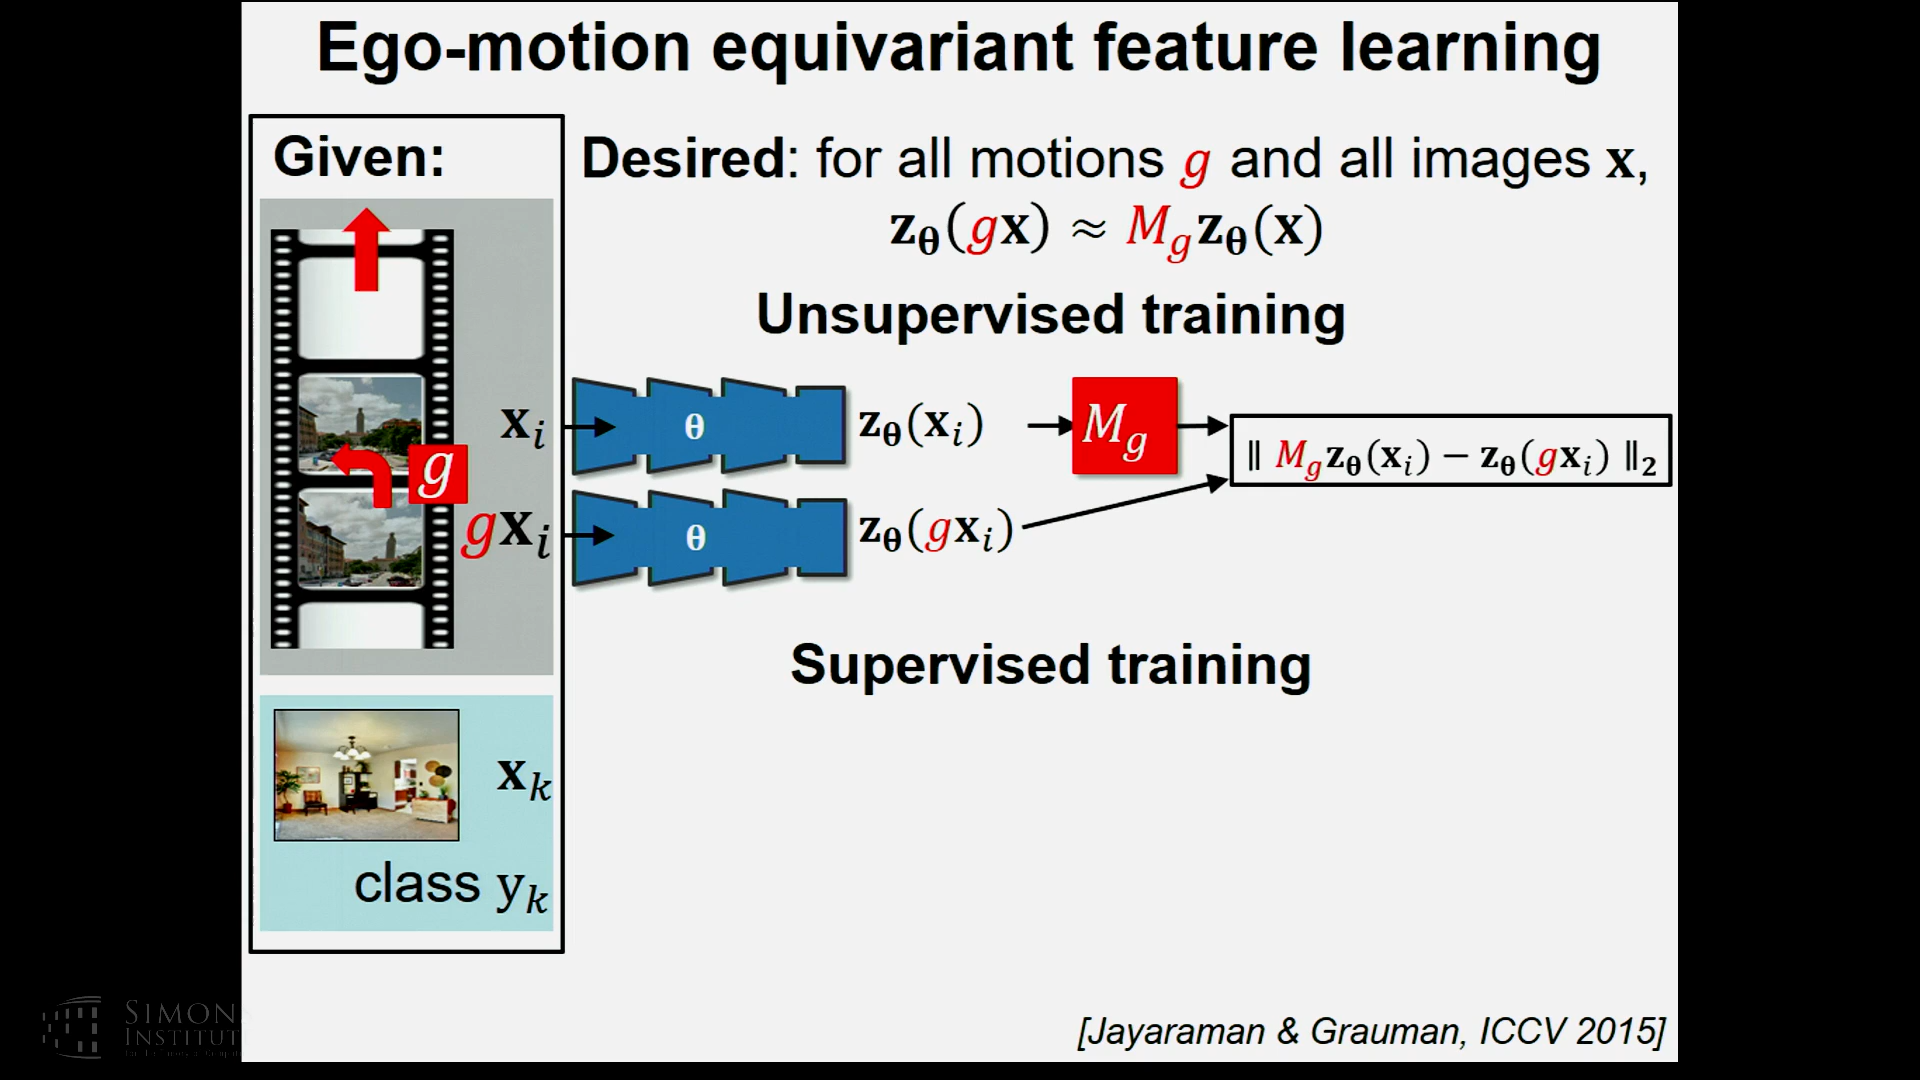 Ego-motion equivariant feature learning
Given:
Desired: for all motions g and all images x,
z_θ(gx) ≈ M_g z_θ(x)
Unsupervised training
x_i
θ
z_θ(x_i)
M_g
‖ M_g z_θ(x_i) − z_θ(gx_i) ‖_2
g
gx_i
θ
z_θ(gx_i)
Supervised training
x_k
class y_k
SIMON
INSTITUT
[Jayaraman & Grauman, ICCV 2015]